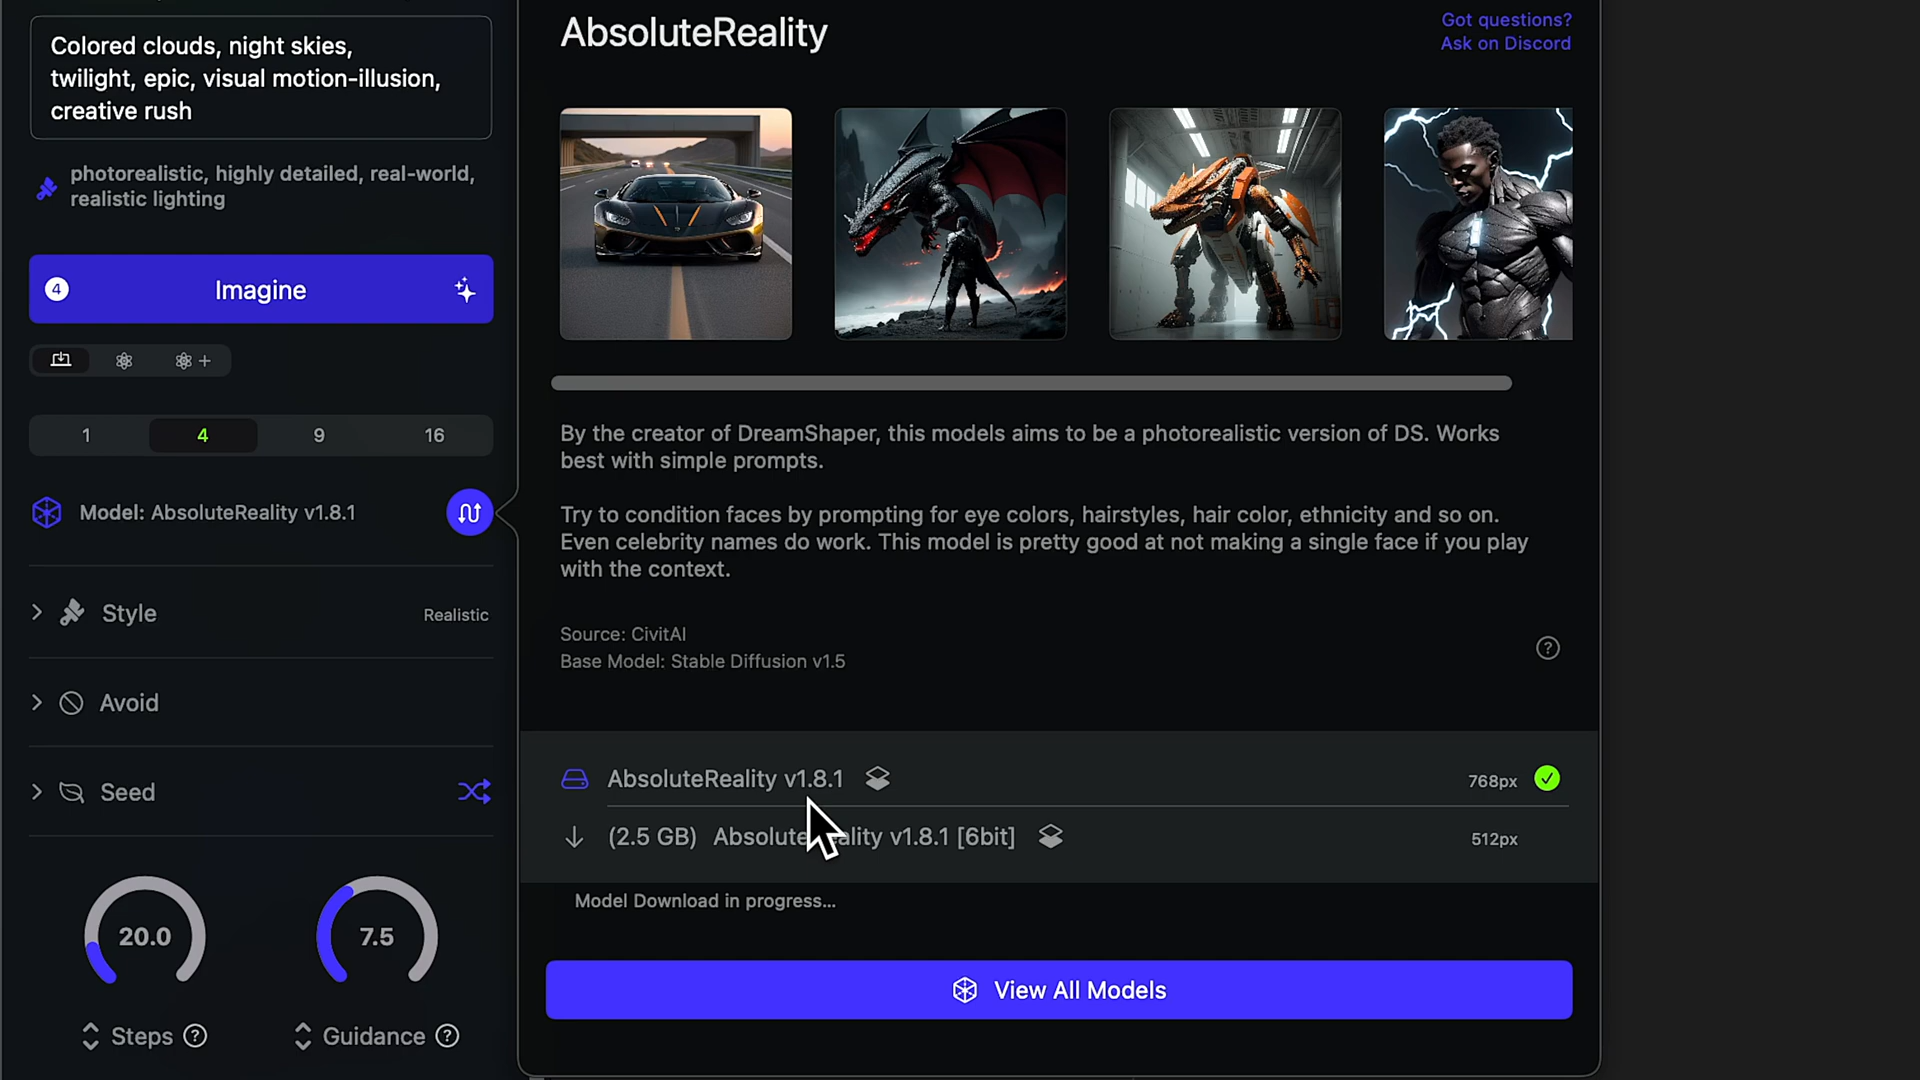 Colored clouds, night skies,
twilight, epic, visual motion-illusion,
creative rush
photorealistic, highly detailed, real-world,
realistic lighting
4
Imagine
1
4
9
16
Model: AbsoluteReality v1.8.1
Style
Realistic
Avoid
Seed
20.0
7.5
Steps
Guidance
AbsoluteReality
Got questions?
Ask on Discord
By the creator of DreamShaper, this models aims to be a photorealistic version of DS. Works
best with simple prompts.
Try to condition faces by prompting for eye colors, hairstyles, hair color, ethnicity and so on.
Even celebrity names do work. This model is pretty good at not making a single face if you play
with the context.
Source: CivitAI
Base Model: Stable Diffusion v1.5
AbsoluteReality v1.8.1
768px
(2.5 GB) AbsoluteReality v1.8.1 [6bit]
512px
Model Download in progress...
View All Models